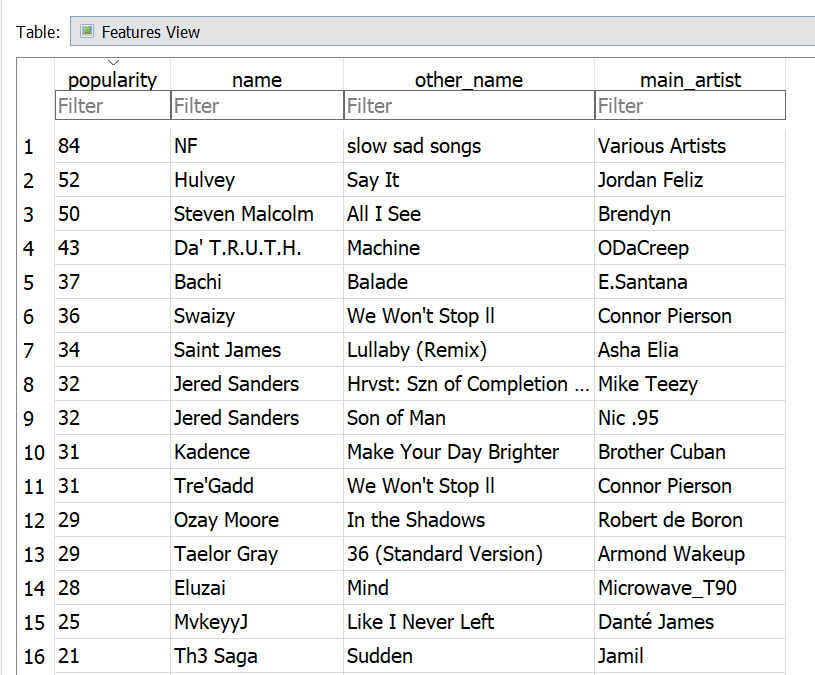 Table: Features View
popularity name other_name main_artist
Filter Filter Filter Filter
1 84 NF slow sad songs Various Artists
2 52 Hulvey Say It Jordan Feliz
3 50 Steven Malcolm All I See Brendyn
4 43 Da' T.R.U.T.H. Machine ODaCreep
5 37 Bachi Balade E.Santana
6 36 Swaizy We Won't Stop ll Connor Pierson
7 34 Saint James Lullaby (Remix) Asha Elia
8 32 Jered Sanders Hrvst: Szn of Completion ... Mike Teezy
9 32 Jered Sanders Son of Man Nic .95
10 31 Kadence Make Your Day Brighter Brother Cuban
11 31 Tre'Gadd We Won't Stop ll Connor Pierson
12 29 Ozay Moore In the Shadows Robert de Boron
13 29 Taelor Gray 36 (Standard Version) Armond Wakeup
14 28 Eluzai Mind Microwave_T90
15 25 MvkeyyJ Like I Never Left Danté James
16 21 Th3 Saga Sudden Jamil